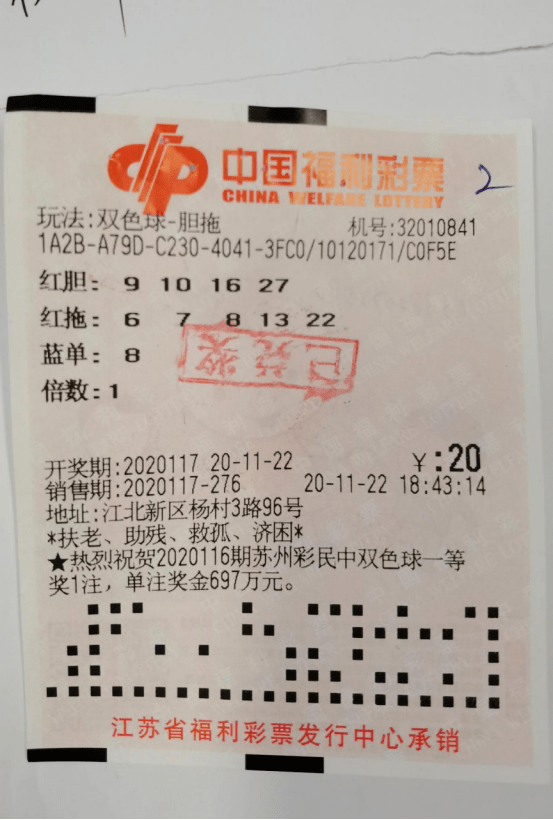 中国福利彩票
CHINA WELFARE LOTTERY
2
玩法:双色球-胆拖 机号:32010841
1A2B-A79D-C230-4041-3FC0/10120171/C0F5E
红胆: 9 10 16 27
红拖: 6 7 8 13 22
蓝单: 8
倍数:1
已兑奖
开奖期:2020117 20-11-22 ¥:20
销售期:2020117-276 20-11-22 18:43:14
地址:江北新区杨村3路96号
*扶老、助残、救孤、济困*
★热烈祝贺2020116期苏州彩民中双色球一等
奖1注，单注奖金697万元。
江苏省福利彩票发行中心承销